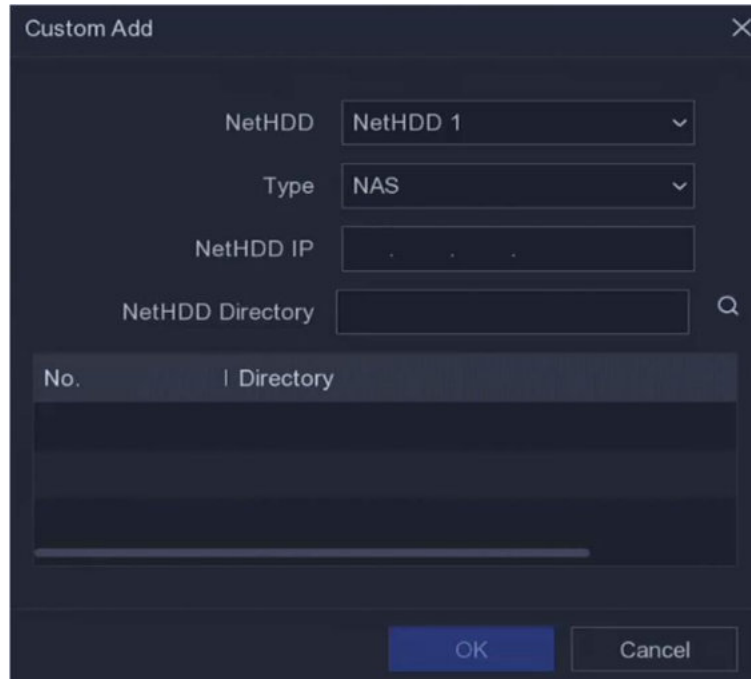 Custom Add
NetHDD NetHDD 1
Type NAS
NetHDD IP . . .
NetHDD Directory
No. Directory
OK Cancel